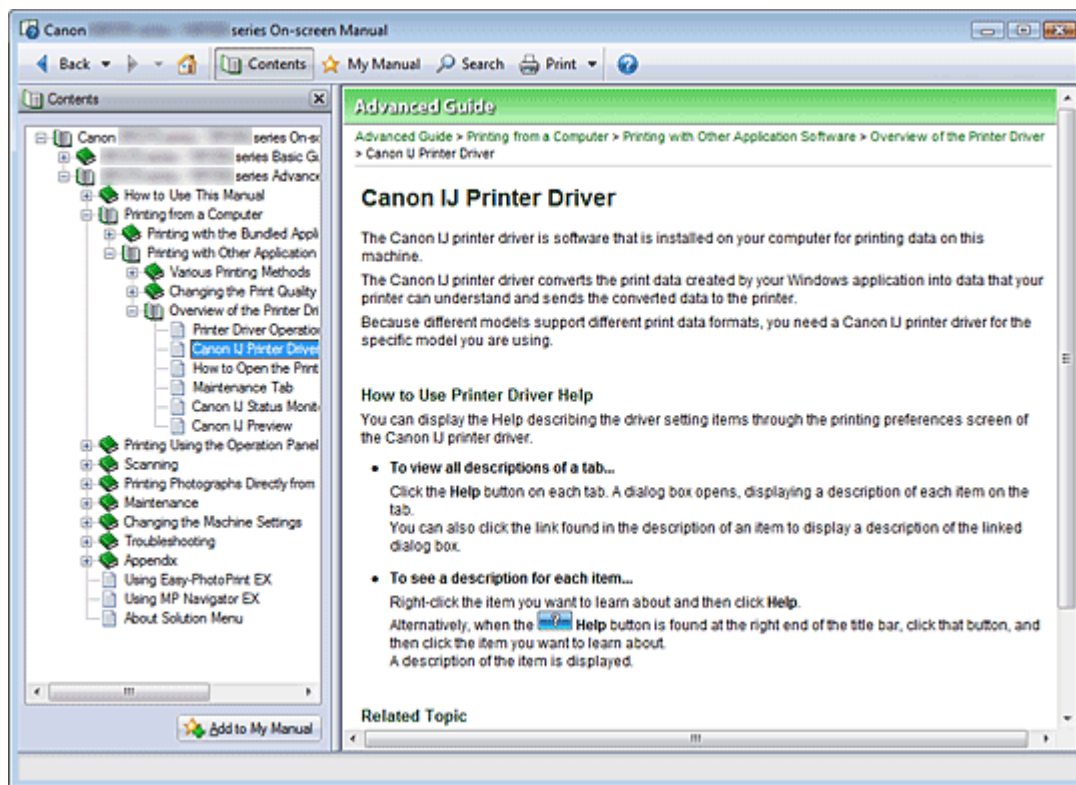 Canon series On-screen Manual
Back Contents My Manual Search Print
Contents
Canon series On-sc
series Basic Gu
series Advance
How to Use This Manual
Printing from a Computer
Printing with the Bundled Appli
Printing with Other Application
Various Printing Methods
Changing the Print Quality
Overview of the Printer Dri
Printer Driver Operation
Canon IJ Printer Driver
How to Open the Print
Maintenance Tab
Canon IJ Status Monit
Canon IJ Preview
Printing Using the Operation Panel
Scanning
Printing Photographs Directly from
Maintenance
Changing the Machine Settings
Troubleshooting
Appendix
Using Easy-PhotoPrint EX
Using MP Navigator EX
About Solution Menu
Add to My Manual
Advanced Guide
Advanced Guide > Printing from a Computer > Printing with Other Application Software > Overview of the Printer Driver
> Canon IJ Printer Driver
Canon IJ Printer Driver
The Canon IJ printer driver is software that is installed on your computer for printing data on this
machine.
The Canon IJ printer driver converts the print data created by your Windows application into data that your
printer can understand and sends the converted data to the printer.
Because different models support different print data formats, you need a Canon IJ printer driver for the
specific model you are using.
How to Use Printer Driver Help
You can display the Help describing the driver setting items through the printing preferences screen of
the Canon IJ printer driver.
To view all descriptions of a tab...
Click the Help button on each tab. A dialog box opens, displaying a description of each item on the
tab.
You can also click the link found in the description of an item to display a description of the linked
dialog box.
To see a description for each item...
Right-click the item you want to learn about and then click Help.
Alternatively, when the Help button is found at the right end of the title bar, click that button, and
then click the item you want to learn about.
A description of the item is displayed.
Related Topic